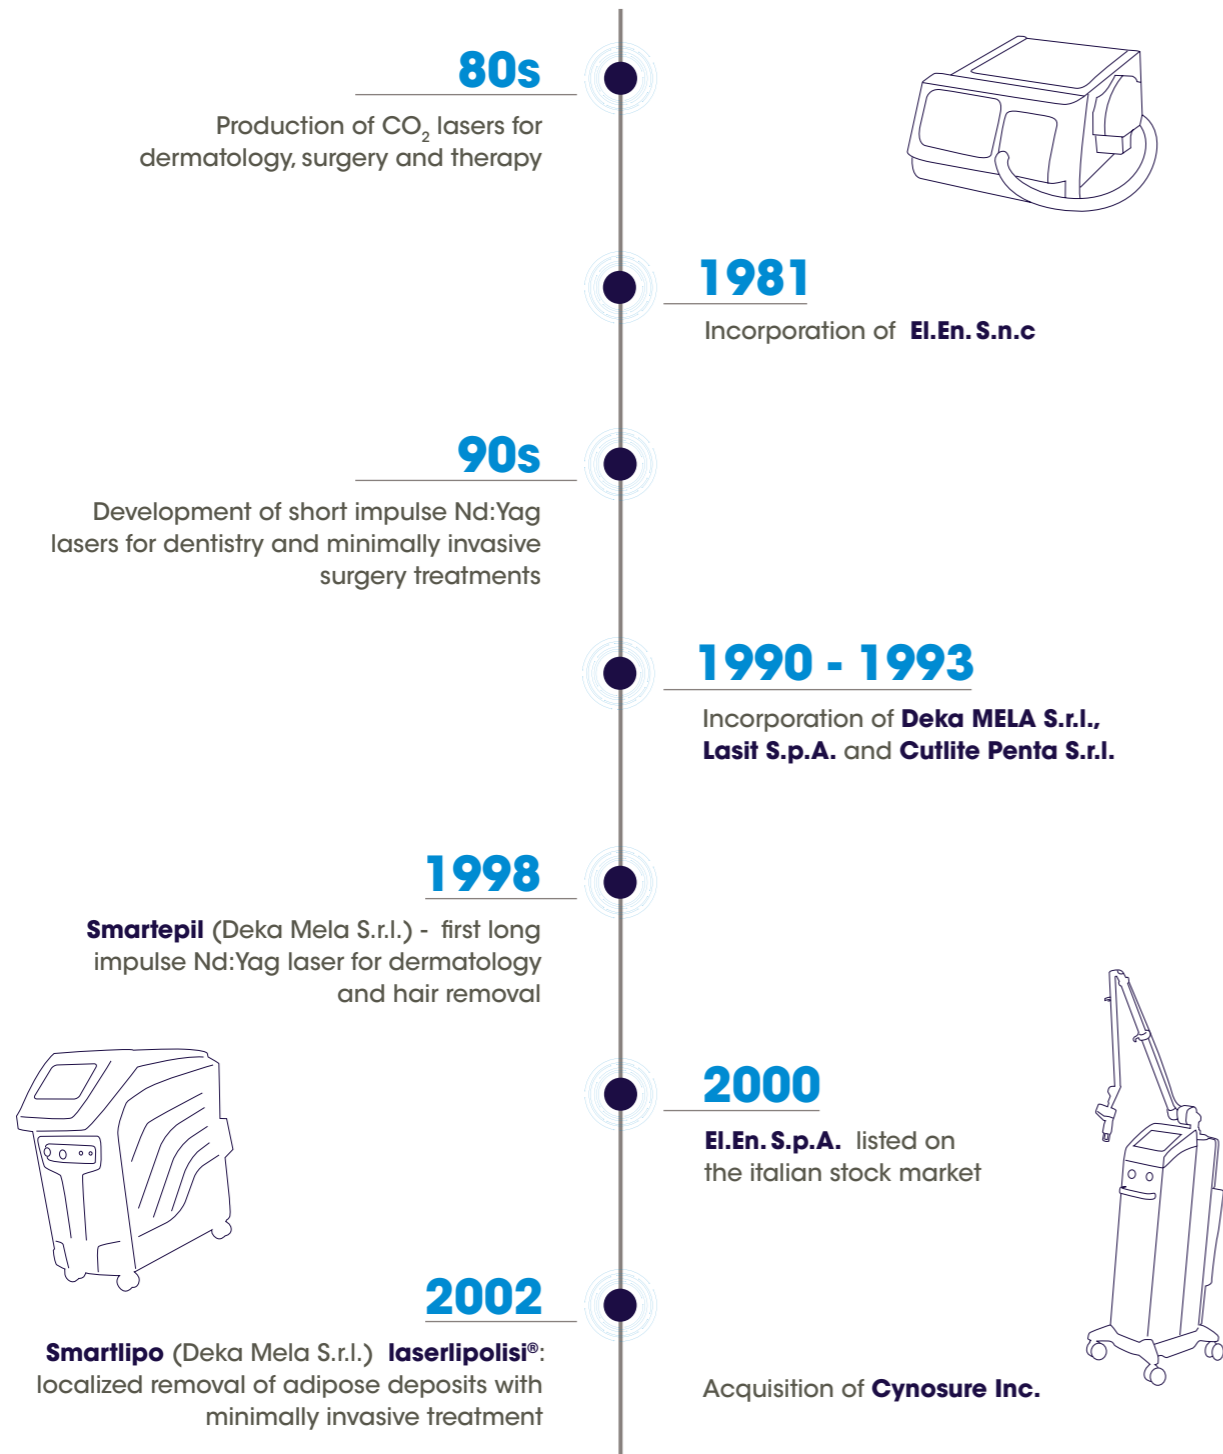 80s
Production of CO₂ lasers for
dermatology, surgery and therapy
1981
Incorporation of El.En. S.n.c
90s
Development of short impulse Nd:Yag
lasers for dentistry and minimally invasive
surgery treatments
1990 - 1993
Incorporation of Deka MELA S.r.l.,
Lasit S.p.A. and Cutlite Penta S.r.l.
1998
Smartepil (Deka Mela S.r.l.) - first long
impulse Nd:Yag laser for dermatology
and hair removal
2000
El.En. S.p.A. listed on
the italian stock market
2002
Smartlipo (Deka Mela S.r.l.) laserlipolisi®:
localized removal of adipose deposits with
minimally invasive treatment
Acquisition of Cynosure Inc.